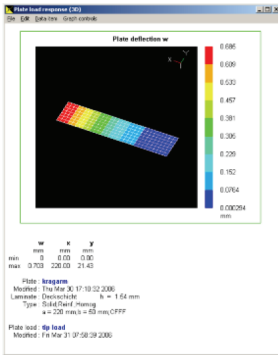 Plate load response (3D)
File Edit Data-item Graph controls
Plate deflection w
Y
X
0.686
0.609
0.533
0.457
0.381
0.305
0.228
0.152
0.0764
0.000284
mm
w x y
mm mm mm
min 0 0.00 0.00
max 0.703 220.00 21.43
Plate : kragarm
Modified : Thu Mar 30 17:10:32 2006
Laminate : Deckschicht h = 1.64 mm
Type : Solid;Reinf.;Homog
a = 220 mm;b = 50 mm;CFFF
Plate load : tip load
Modified : Fri Mar 31 07:58:39 2006